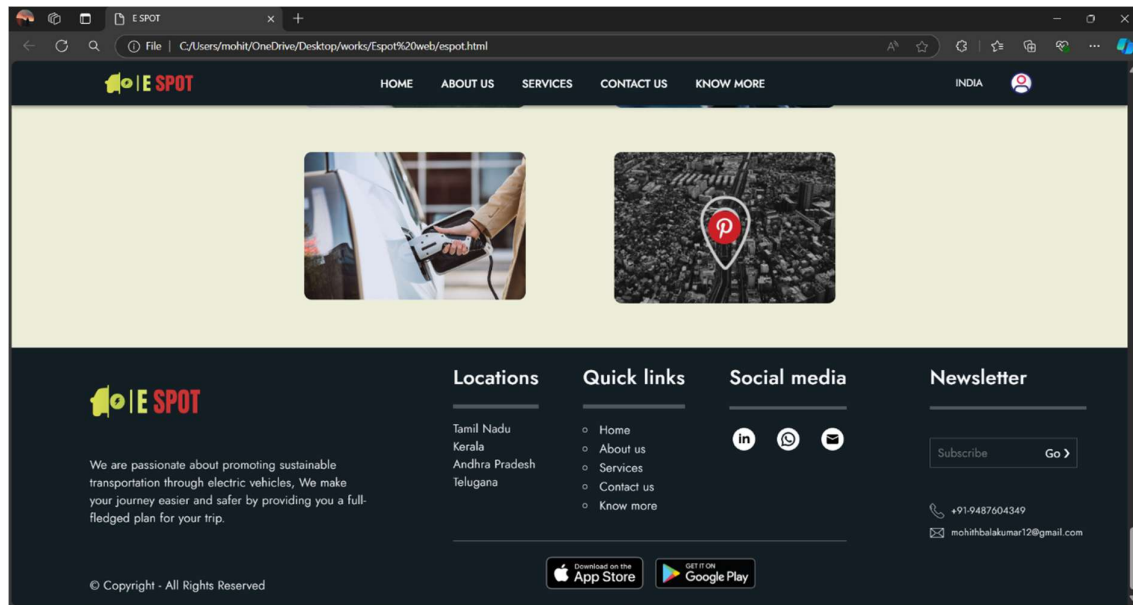 E SPOT
File | C:/Users/mohit/OneDrive/Desktop/works/Espot%20web/espot.html
E SPOT
HOME ABOUT US SERVICES CONTACT US KNOW MORE
INDIA
E SPOT
We are passionate about promoting sustainable
transportation through electric vehicles, We make
your journey easier and safer by providing you a full-
fledged plan for your trip.
© Copyright - All Rights Reserved
Locations
Tamil Nadu
Kerala
Andhra Pradesh
Telugana
Quick links
Home
About us
Services
Contact us
Know more
Social media
in
Download on the
App Store
GET IT ON
Google Play
Newsletter
Subscribe Go ❯
+91-9487604349
mohithbalakumar12@gmail.com